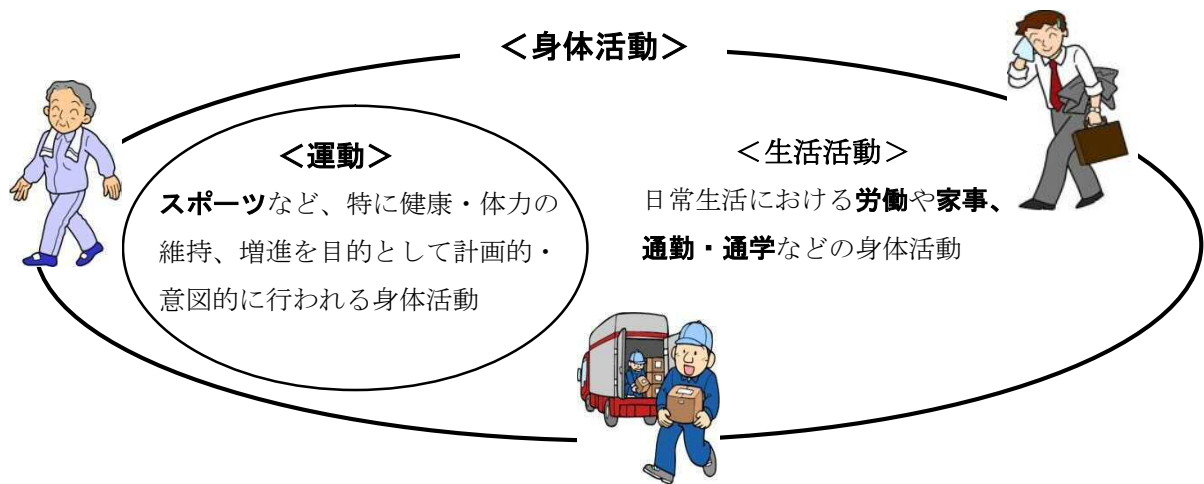 ＜身体活動＞
＜運動＞
スポーツなど、特に健康・体力の
維持、増進を目的として計画的・
意図的に行われる身体活動
＜生活活動＞
日常生活における労働や家事、
通勤・通学などの身体活動